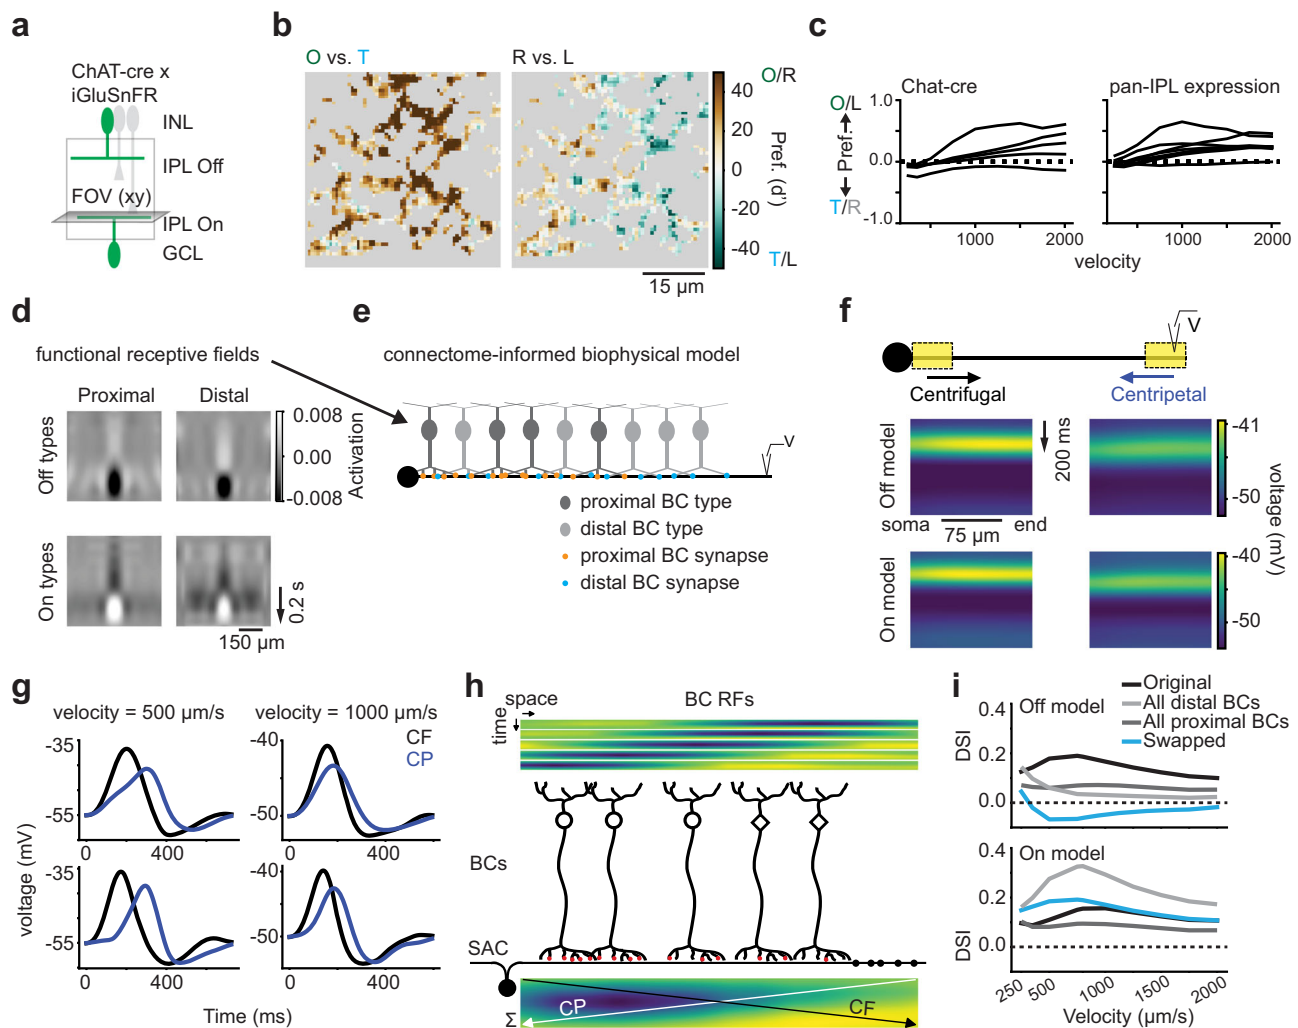 a
ChAT-cre x
iGluSnFR
INL
IPL Off
FOV (xy)
IPL On
GCL
b
O vs. T
R vs. L
O/R
40
20
0
-20
-40
T/L
Pref. (d')
15 µm
c
Chat-cre
pan-IPL expression
O/L
1.0
0.0
-1.0
Pref.
T/R
1000
2000
1000
2000
velocity
d
functional receptive fields
Proximal
Distal
Off types
On types
0.008
0.00
-0.008
Activation
0.2 s
150 µm
e
connectome-informed biophysical model
V
proximal BC type
distal BC type
proximal BC synapse
distal BC synapse
f
V
Centrifugal
Centripetal
Off model
200 ms
-41
-50
soma
end
75 µm
On model
-40
-50
voltage (mV)
g
velocity = 500 µm/s
velocity = 1000 µm/s
CF
CP
-35
-55
0
400
-40
-50
0
400
-35
-55
0
400
-40
-50
0
400
voltage (mV)
Time (ms)
h
space
time
BC RFs
BCs
SAC
Σ
CP
CF
i
Original
All distal BCs
All proximal BCs
Swapped
Off model
0.4
0.2
0.0
DSI
On model
0.4
0.2
0.0
DSI
250
500
1000
1500
2000
Velocity (µm/s)